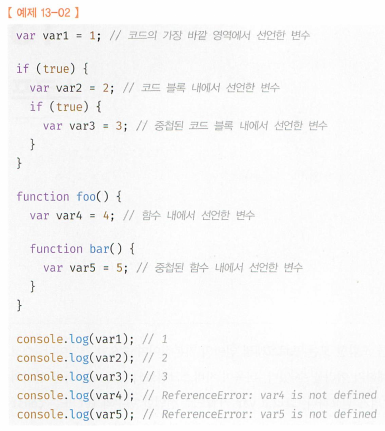 [ 예제 13-02 ]
var var1 = 1; // 코드의 가장 바깥 영역에서 선언한 변수
if (true) {
var var2 = 2; // 코드 블록 내에서 선언한 변수
if (true) {
var var3 = 3; // 중첩된 코드 블록 내에서 선언한 변수
}
}
function foo() {
var var4 = 4; // 함수 내에서 선언한 변수
function bar() {
var var5 = 5; // 중첩된 함수 내에서 선언한 변수
}
}
console.log(var1); // 1
console.log(var2); // 2
console.log(var3); // 3
console.log(var4); // ReferenceError: var4 is not defined
console.log(var5); // ReferenceError: var5 is not defined